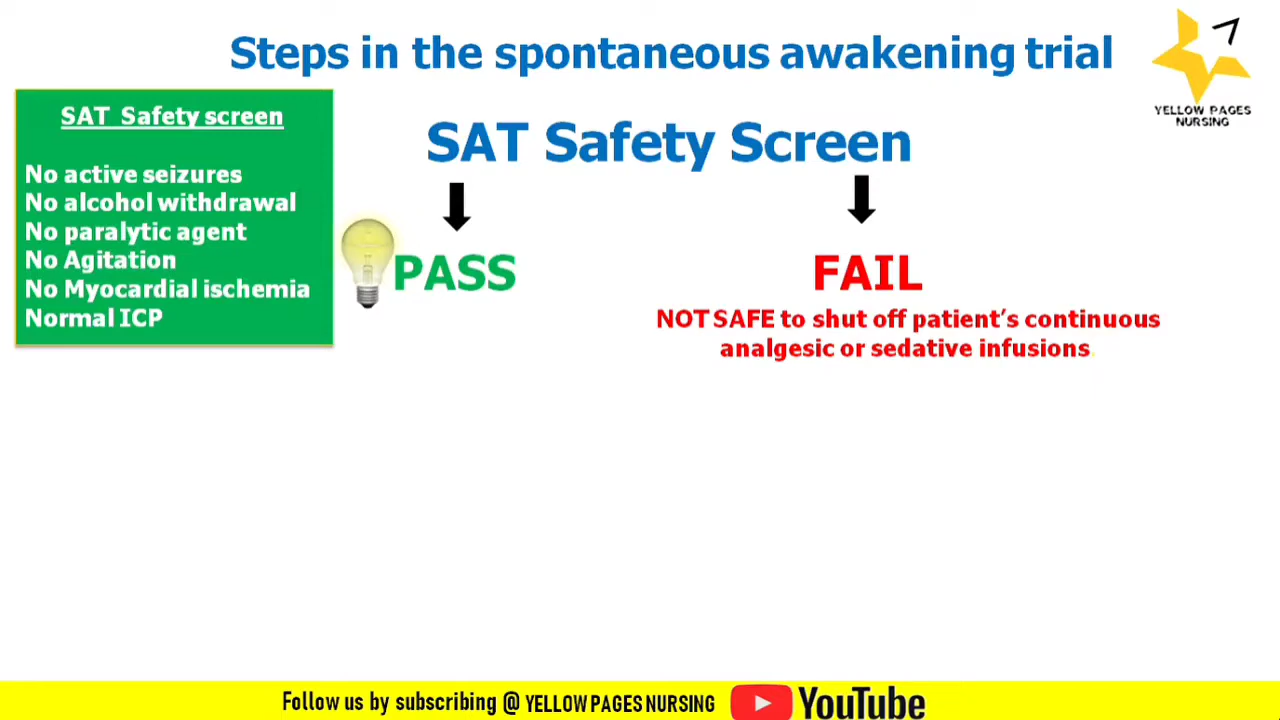 Steps in the spontaneous awakening trial
YELLOW PAGES
NURSING
SAT Safety screen
No active seizures
No alcohol withdrawal
No paralytic agent
No Agitation
No Myocardial ischemia
Normal ICP
SAT Safety Screen
PASS
FAIL
NOT SAFE to shut off patient’s continuous
analgesic or sedative infusions.
Follow us by subscribing @ YELLOW PAGES NURSING YouTube